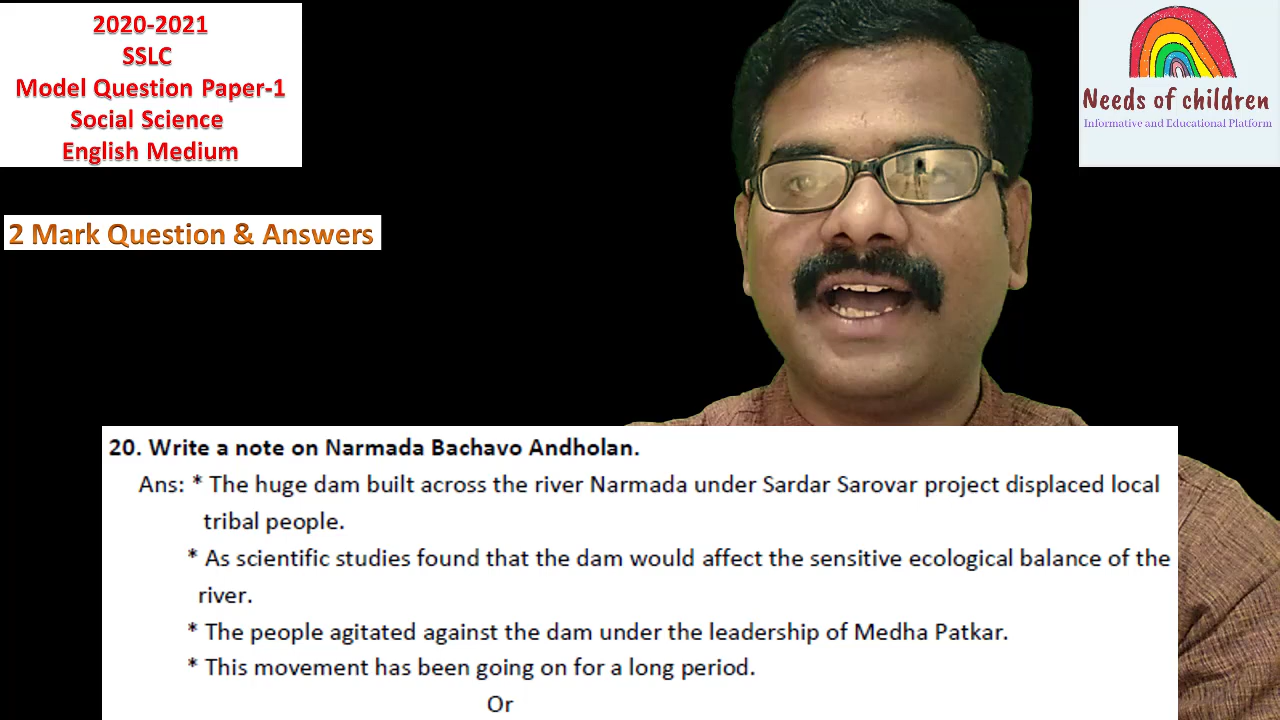 2020-2021
SSLC
Model Question Paper-1
Social Science
English Medium
Needs of children
Informative and Educational Platform
2 Mark Question & Answers
20. Write a note on Narmada Bachavo Andholan.
Ans: * The huge dam built across the river Narmada under Sardar Sarovar project displaced local
tribal people.
* As scientific studies found that the dam would affect the sensitive ecological balance of the
river.
* The people agitated against the dam under the leadership of Medha Patkar.
* This movement has been going on for a long period.
Or